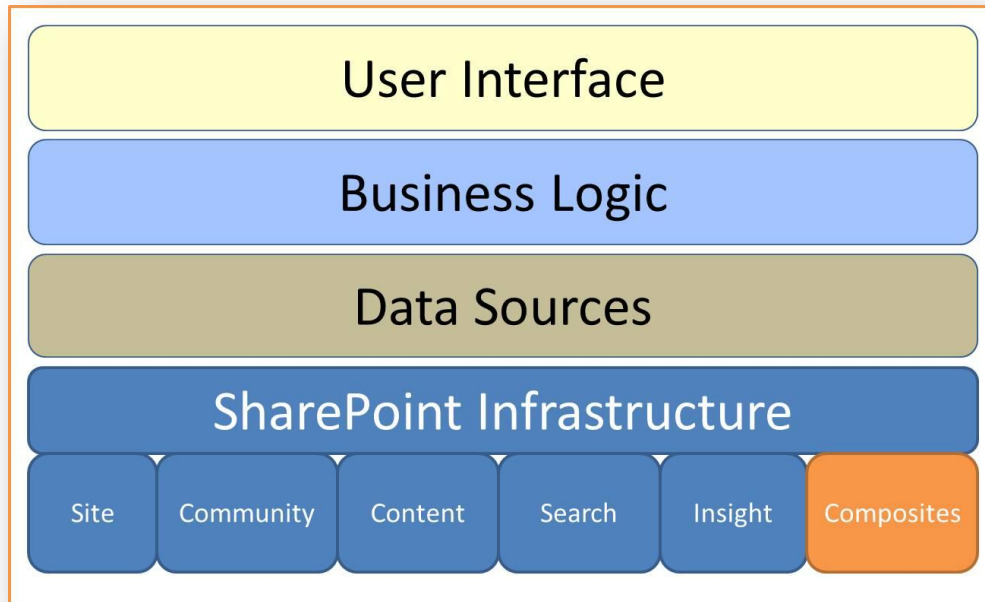 User Interface
Business Logic
Data Sources
SharePoint Infrastructure
Site Community Content Search Insight Composites